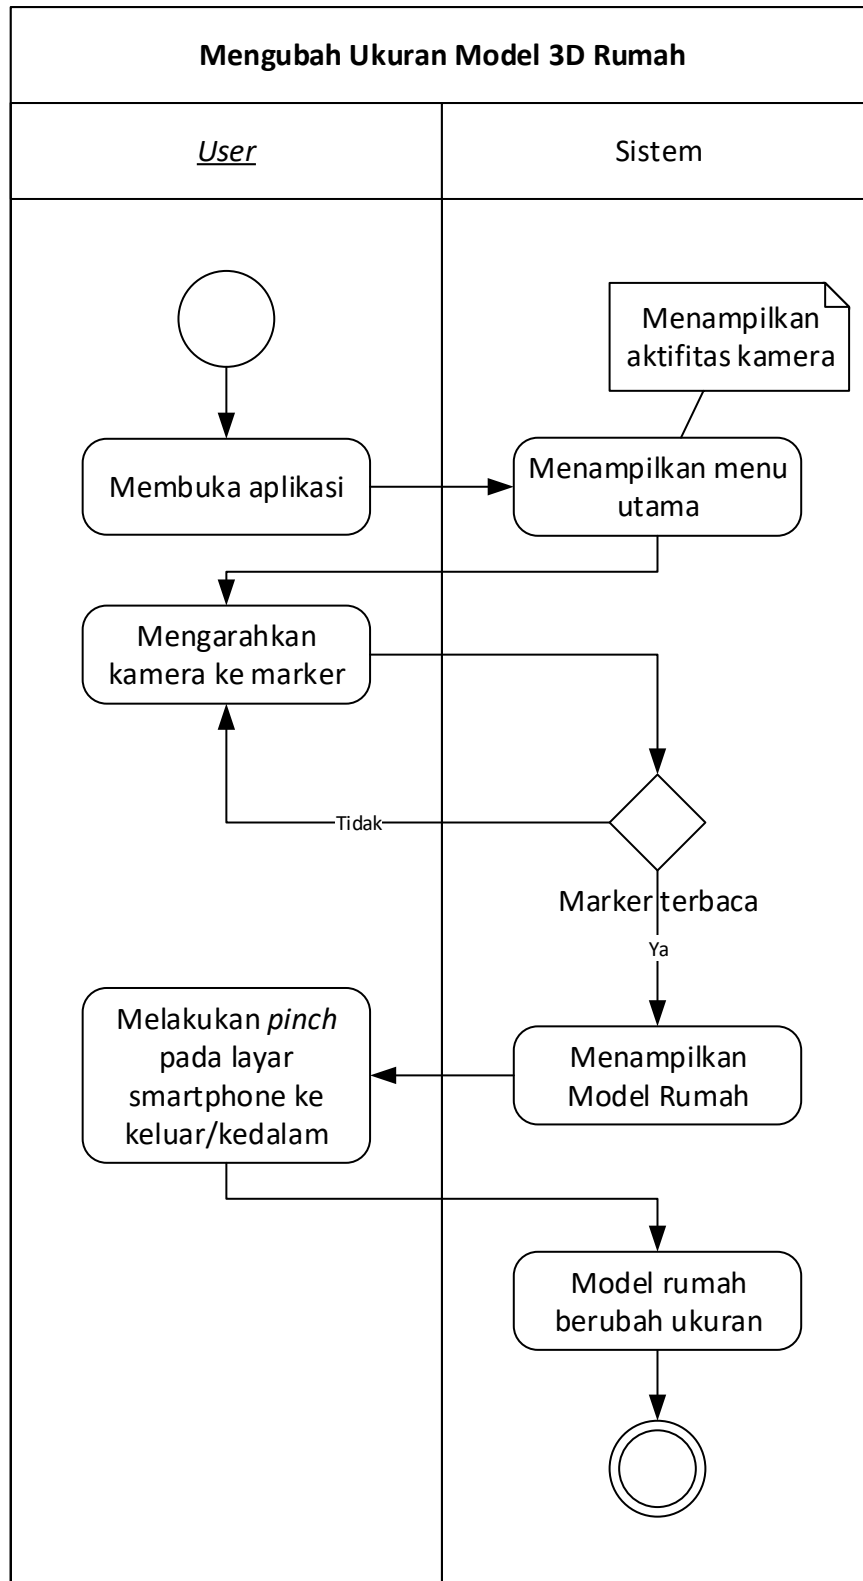 Mengubah Ukuran Model 3D Rumah
User
Sistem
Menampilkan
aktifitas kamera
Membuka aplikasi
Menampilkan menu
utama
Mengarahkan
kamera ke marker
Tidak
Marker terbaca
Ya
Melakukan pinch
pada layar
smartphone ke
keluar/kedalam
Menampilkan
Model Rumah
Model rumah
berubah ukuran